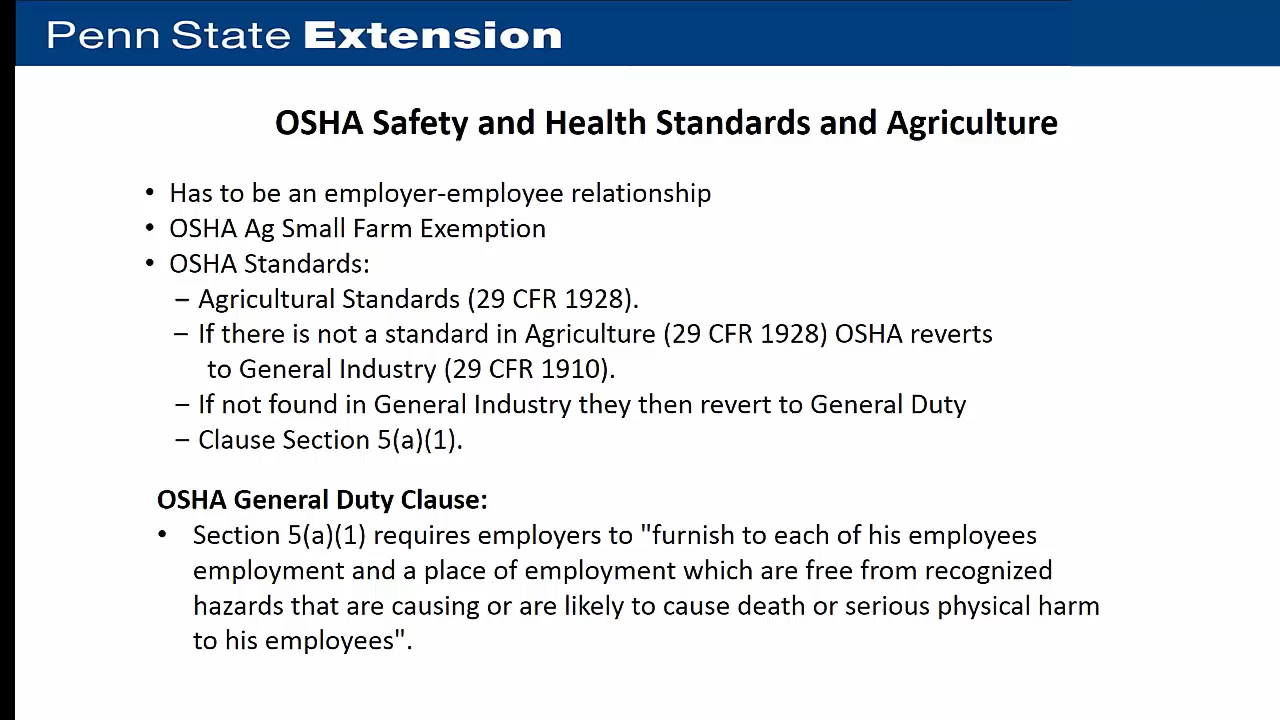 Penn State Extension
OSHA Safety and Health Standards and Agriculture
• Has to be an employer-employee relationship
• OSHA Ag Small Farm Exemption
• OSHA Standards:
– Agricultural Standards (29 CFR 1928).
– If there is not a standard in Agriculture (29 CFR 1928) OSHA reverts
to General Industry (29 CFR 1910).
– If not found in General Industry they then revert to General Duty
– Clause Section 5(a)(1).
OSHA General Duty Clause:
• Section 5(a)(1) requires employers to "furnish to each of his employees
employment and a place of employment which are free from recognized
hazards that are causing or are likely to cause death or serious physical harm
to his employees".